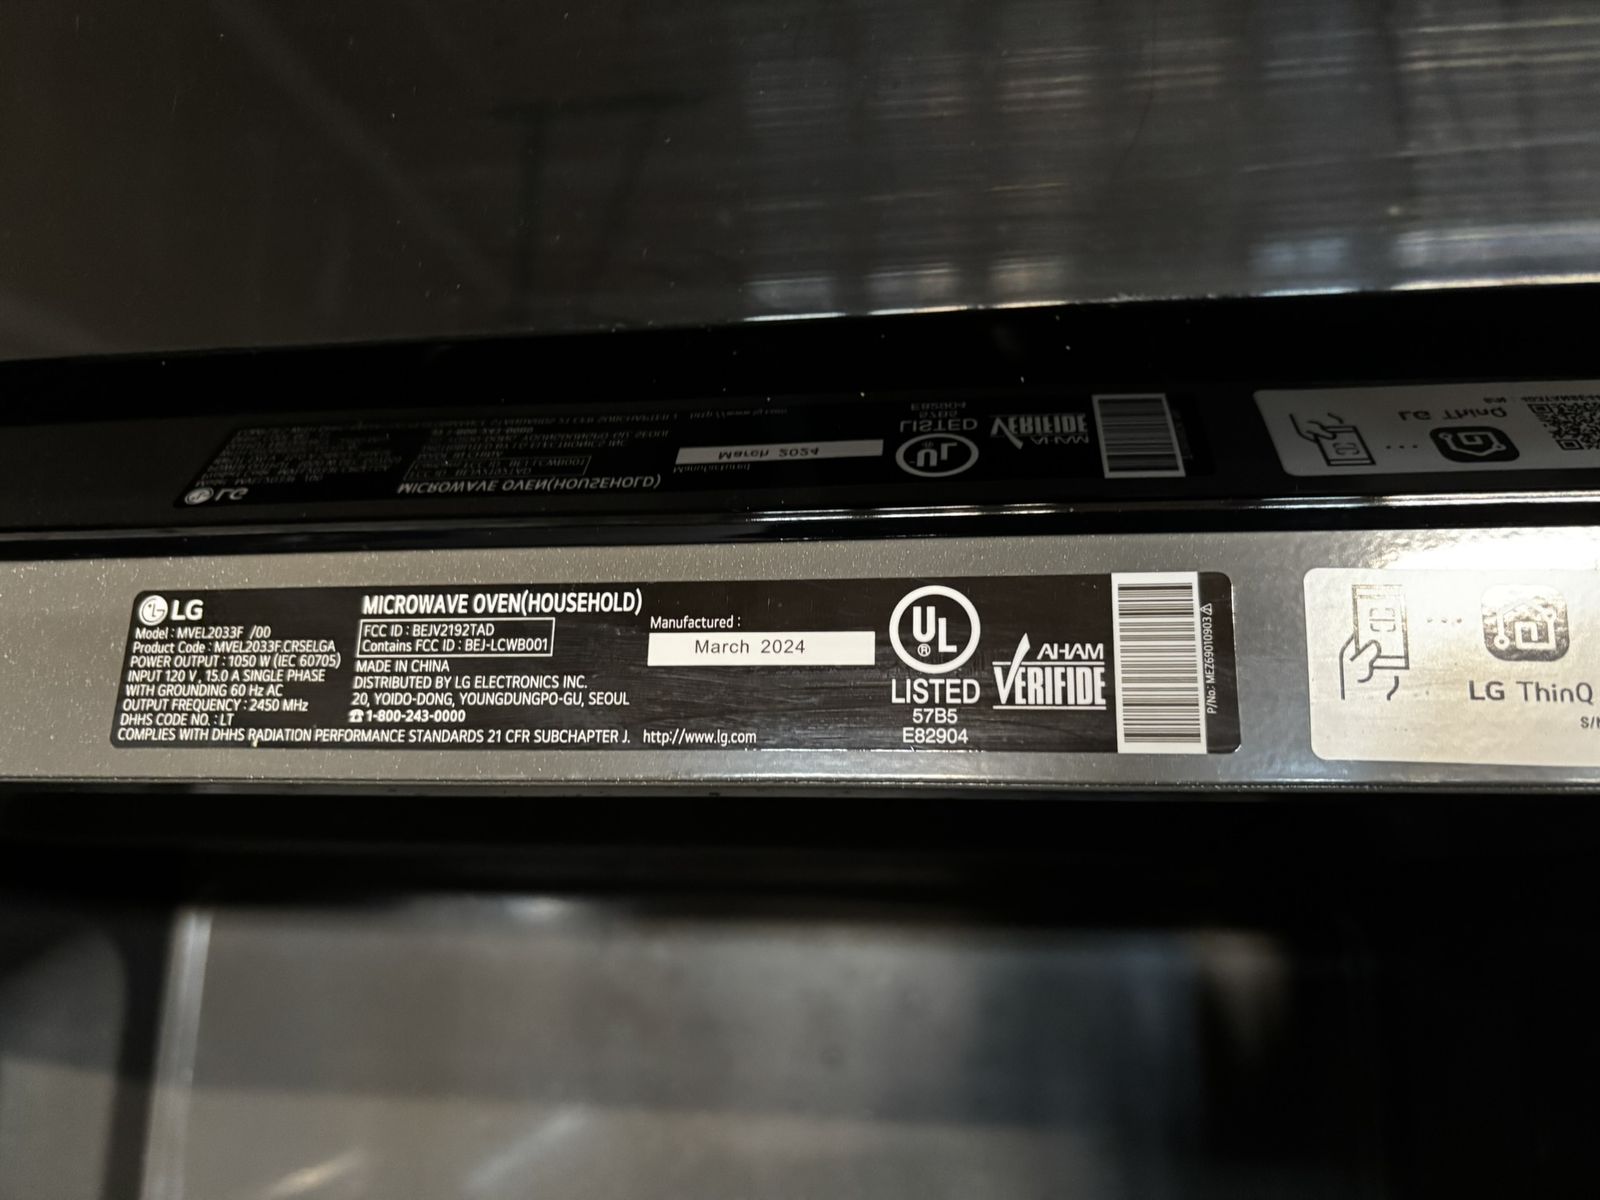 LG
Model : MVEL2033F /00
Product Code : MVEL2033F.CRSELGA
POWER OUTPUT : 1050 W (IEC 60705)
INPUT 120 V , 15.0 A SINGLE PHASE
WITH GROUNDING 60 Hz AC
OUTPUT FREQUENCY : 2450 MHz
DHHS CODE NO. : LT
COMPLIES WITH DHHS RADIATION PERFORMANCE STANDARDS 21 CFR SUBCHAPTER J. http://www.lg.com
MICROWAVE OVEN(HOUSEHOLD)
FCC ID : BEJV2192TAD
Contains FCC ID : BEJ-LCWB001
MADE IN CHINA
DISTRIBUTED BY LG ELECTRONICS INC.
20, YOIDO-DONG, YOUNGDUNGPO-GU, SEOUL
☎1-800-243-0000
Manufactured :
March 2024
UL
®
LISTED
57B5
E82904
AHAM
VERIFIDE
P/No.: MEZ69010903
LG ThinQ
S/N